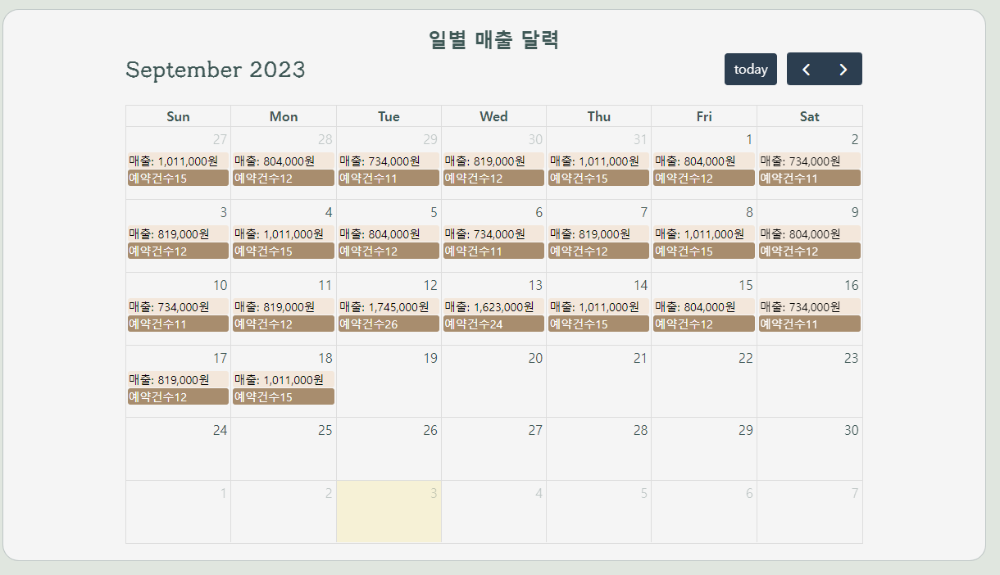 일별 매출 달력
September 2023
today
Sun Mon Tue Wed Thu Fri Sat
27 28 29 30 31 1 2
매출: 1,011,000원 매출: 804,000원 매출: 734,000원 매출: 819,000원 매출: 1,011,000원 매출: 804,000원 매출: 734,000원
예약건수15 예약건수12 예약건수11 예약건수12 예약건수15 예약건수12 예약건수11
3 4 5 6 7 8 9
매출: 819,000원 매출: 1,011,000원 매출: 804,000원 매출: 734,000원 매출: 819,000원 매출: 1,011,000원 매출: 804,000원
예약건수12 예약건수15 예약건수12 예약건수11 예약건수12 예약건수15 예약건수12
10 11 12 13 14 15 16
매출: 734,000원 매출: 819,000원 매출: 1,745,000원 매출: 1,623,000원 매출: 1,011,000원 매출: 804,000원 매출: 734,000원
예약건수11 예약건수12 예약건수26 예약건수24 예약건수15 예약건수12 예약건수11
17 18 19 20 21 22 23
매출: 819,000원 매출: 1,011,000원
예약건수12 예약건수15
24 25 26 27 28 29 30
1 2 3 4 5 6 7